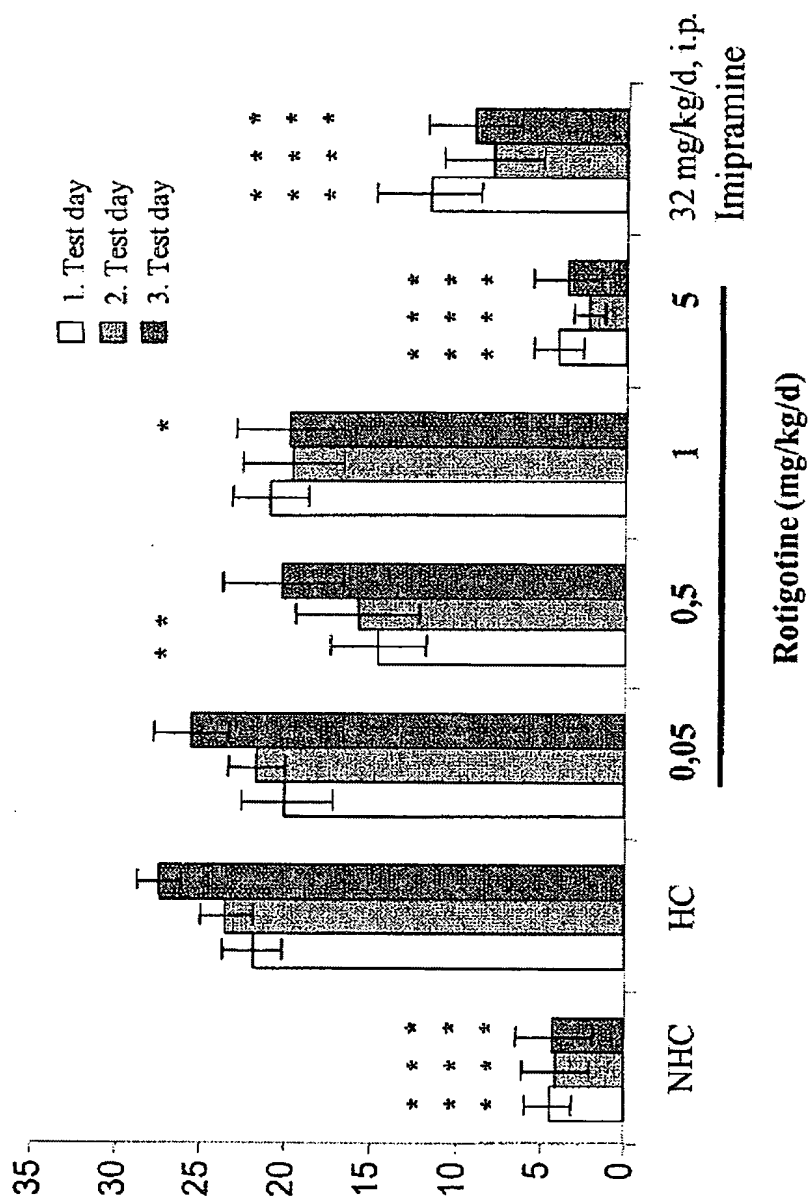 1. Test day
2. Test day
3. Test day
35
30
25
20
15
10
5
0
* * * * * * * * *
* *
*
* * * * * * * * *
* * * * * * * * *
NHC HC 0,05 0,5 1 5 32 mg/kg/d, i.p.
Imipramine
Rotigotine (mg/kg/d)